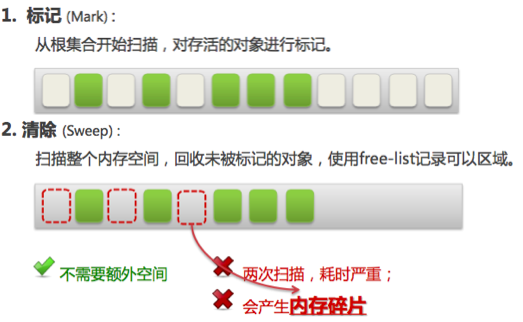 1. 标记 (Mark) :
从根集合开始扫描，对存活的对象进行标记。
2. 清除 (Sweep) :
扫描整个内存空间，回收未被标记的对象，使用free-list记录可以区域。
不需要额外空间
两次扫描，耗时严重；
会产生内存碎片